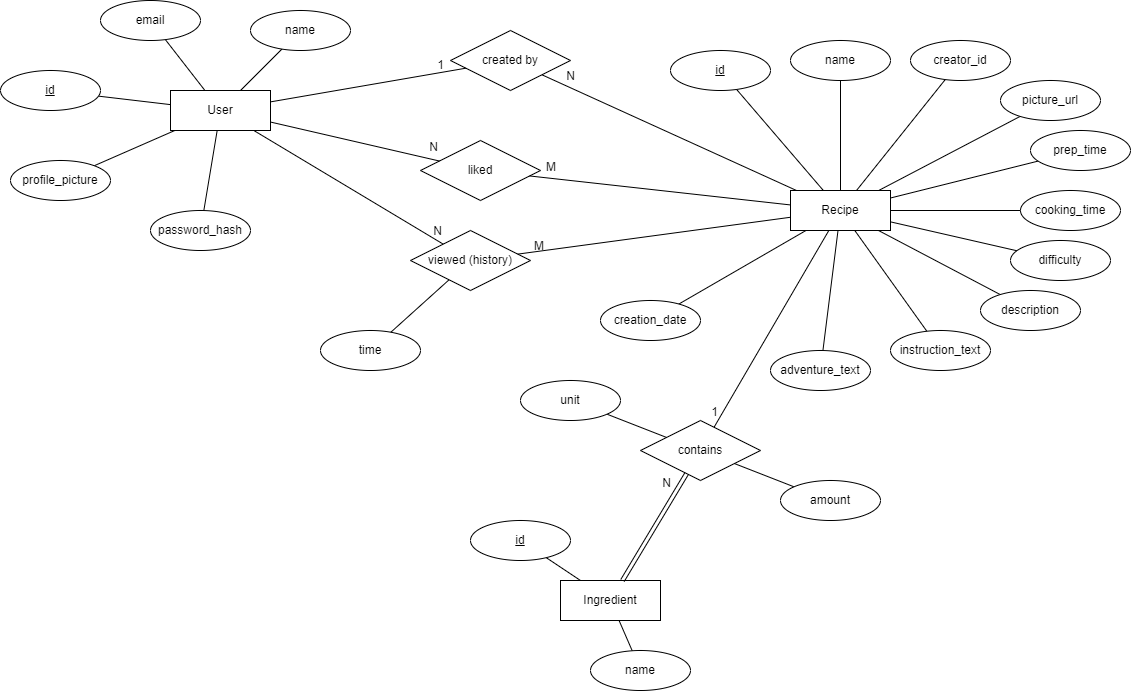 email
name
id
User
profile_picture
password_hash
1
created by
N
N
liked
M
N
viewed (history)
M
time
id
name
creator_id
picture_url
prep_time
cooking_time
difficulty
description
instruction_text
adventure_text
creation_date
Recipe
1
unit
contains
amount
N
id
Ingredient
name